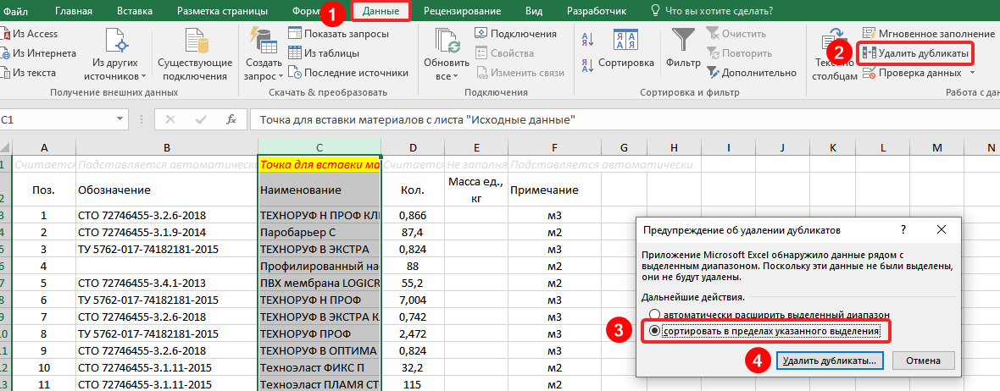 Файл Главная Вставка Разметка страницы Форму 1 Данные Рецензирование Вид Разработчик Что вы хотите сделать?
Из Access
Из Интернета
Из текста
Из других источников
Существующие подключения
Получение внешних данных
Создать запрос
Показать запросы
Из таблицы
Последние источники
Скачать & преобразовать
Обновить все
Подключения
Свойства
Изменить связи
Подключения
Сортировка
Фильтр
Очистить
Повторить
Дополнительно
Сортировка и фильтр
Текст по столбцам
Мгновенное заполнение
2 Удалить дубликаты
Проверка данных
Работа с да
C1 fx Точка для вставки материалов с листа "Исходные данные"
A B C D E F G H I J K L M N
1 Считается Подставляется автоматически Точка для вставки ма Считается Не заполня Подставляется автоматически
2 Поз. Обозначение Наименование Кол. Масса ед., кг Примечание
3 1 СТО 72746455-3.2.6-2018 ТЕХНОРУФ Н ПРОФ КЛИ 0,866 м3
4 2 СТО 72746455-3.1.9-2014 Паробарьер С 87,4 м2
5 3 ТУ 5762-017-74182181-2015 ТЕХНОРУФ В ЭКСТРА 0,824 м3
6 4 Профилированный нас 88 м2
7 5 СТО 72746455-3.4.1-2013 ПВХ мембрана LOGICR 55,2 м2
8 6 ТУ 5762-017-74182181-2015 ТЕХНОРУФ Н ПРОФ 7,004 м3
9 7 СТО 72746455-3.2.6-2018 ТЕХНОРУФ В ЭКСТРА К 0,742 м3
10 8 ТУ 5762-017-74182181-2015 ТЕХНОРУФ ПРОФ 2,472 м3
11 9 СТО 72746455-3.2.6-2018 ТЕХНОРУФ В ОПТИМА 0,824 м3
12 10 СТО 72746455-3.1.11-2015 Техноэласт ФИКС П 32,2 м2
13 11 СТО 72746455-3.1.11-2015 Техноэласт ПЛАМЯ СТ 115 м2
Предупреждение об удалении дубликатов ?
Приложение Microsoft Excel обнаружило данные рядом с
выделенным диапазоном. Поскольку эти данные не были выделены,
они не будут удалены.
Дальнейшие действия.
автоматически расширить выделенный диапазон
3 сортировать в пределах указанного выделения
4 Удалить дубликаты... Отмена